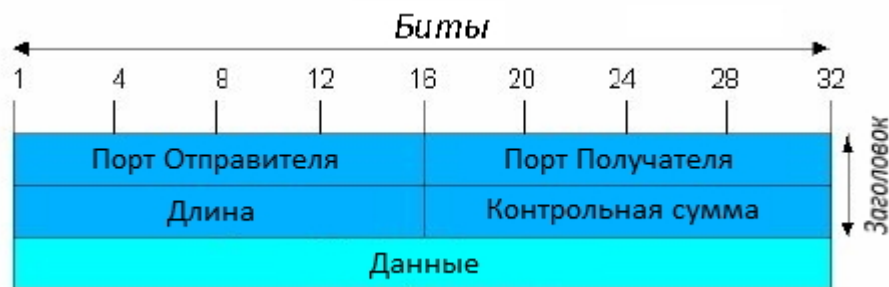 Биты
1 4 8 12 16 20 24 28 32
Порт Отправителя Порт Получателя
Длина Контрольная сумма
Данные
Заголовок